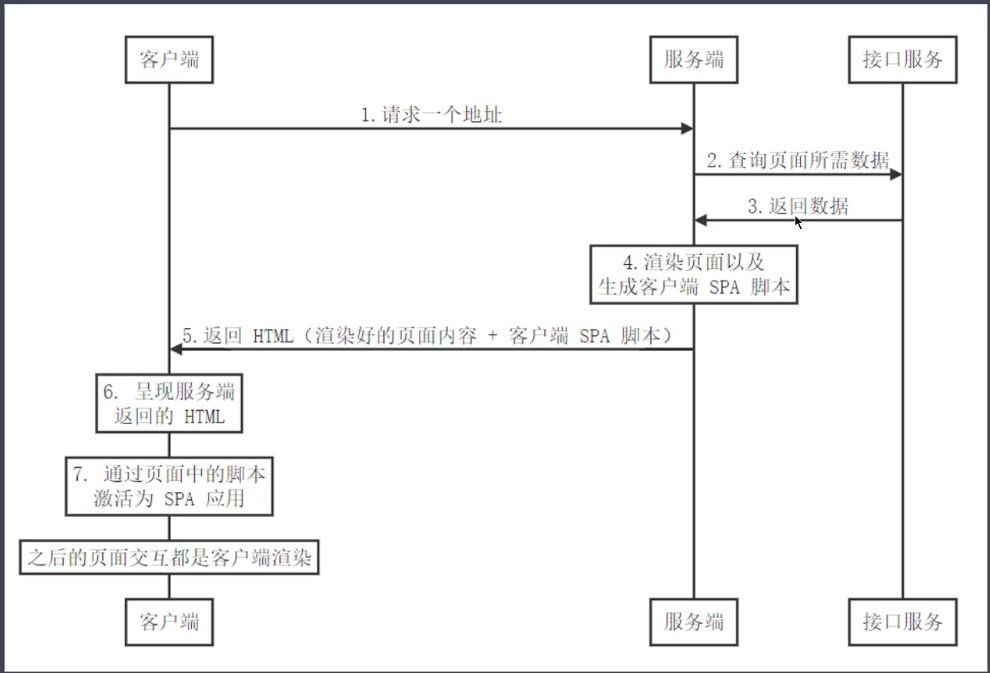 客户端
服务端
接口服务
1.请求一个地址
2.查询页面所需数据
3.返回数据
4.渲染页面以及
生成客户端 SPA 脚本
5.返回 HTML（渲染好的页面内容 + 客户端 SPA 脚本）
6. 呈现服务端
返回的 HTML
7. 通过页面中的脚本
激活为 SPA 应用
之后的页面交互都是客户端渲染
客户端
服务端
接口服务